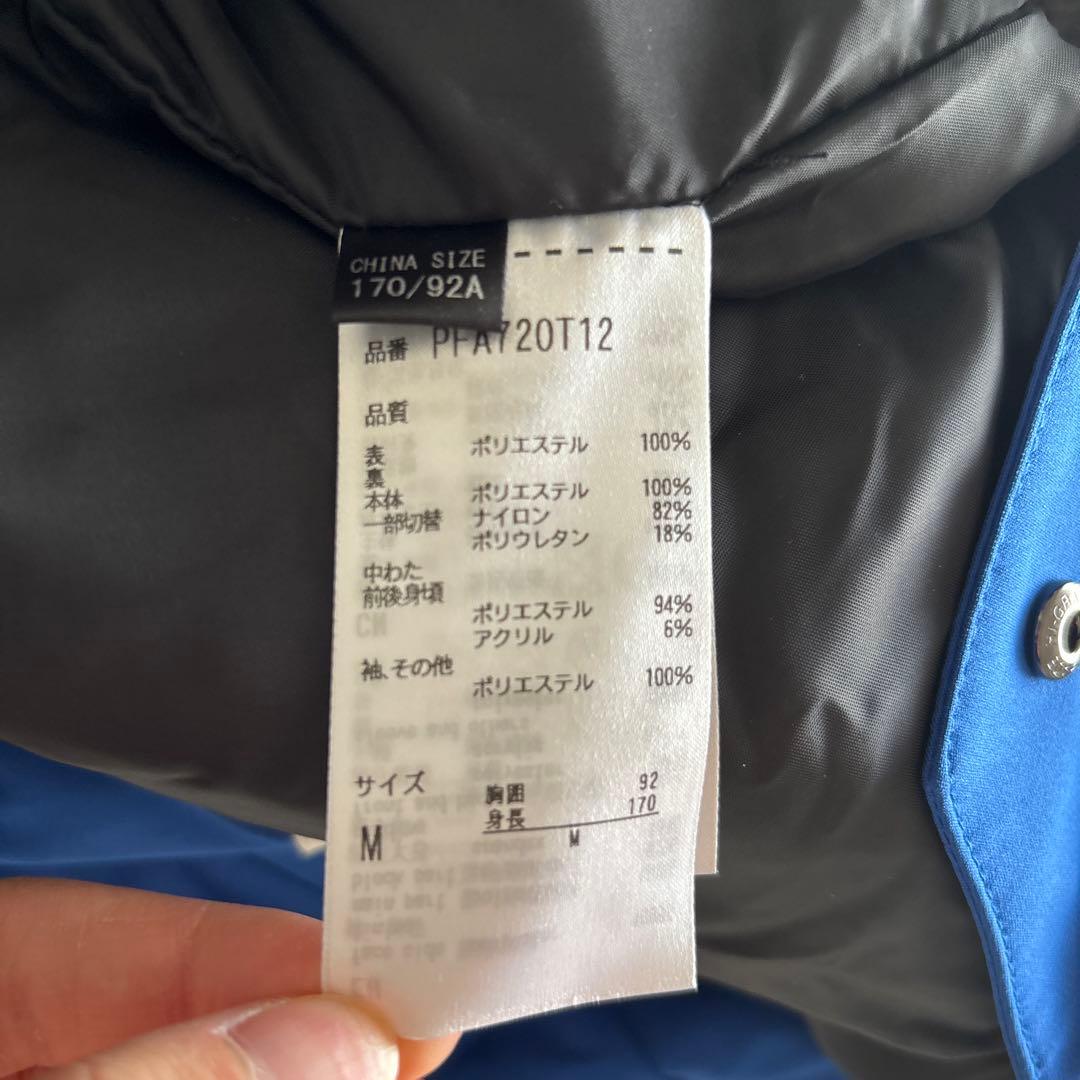 CHINA SIZE
170/92A
品番 PFA720T12
品質
表 ポリエステル 100%
裏
本体 ポリエステル 100%
一部切替 ナイロン 82%
ポリウレタン 18%
中わた
前後身頃 ポリエステル 94%
アクリル 6%
袖、その他 ポリエステル 100%
サイズ 胸囲 92
身長 170
M M